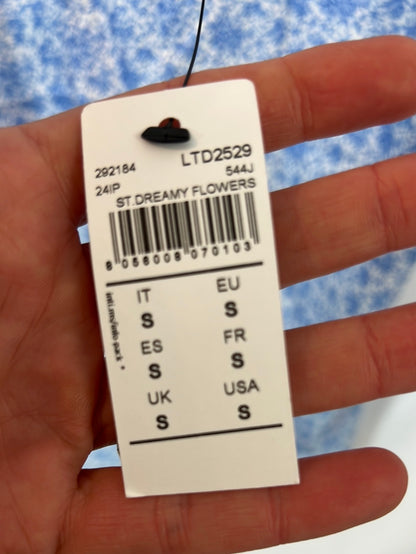 292184 LTD2529
24IP 544J
ST.DREAMY FLOWERS
8 056008 070103
IT EU
S S
ES FR
S S
UK USA
S S